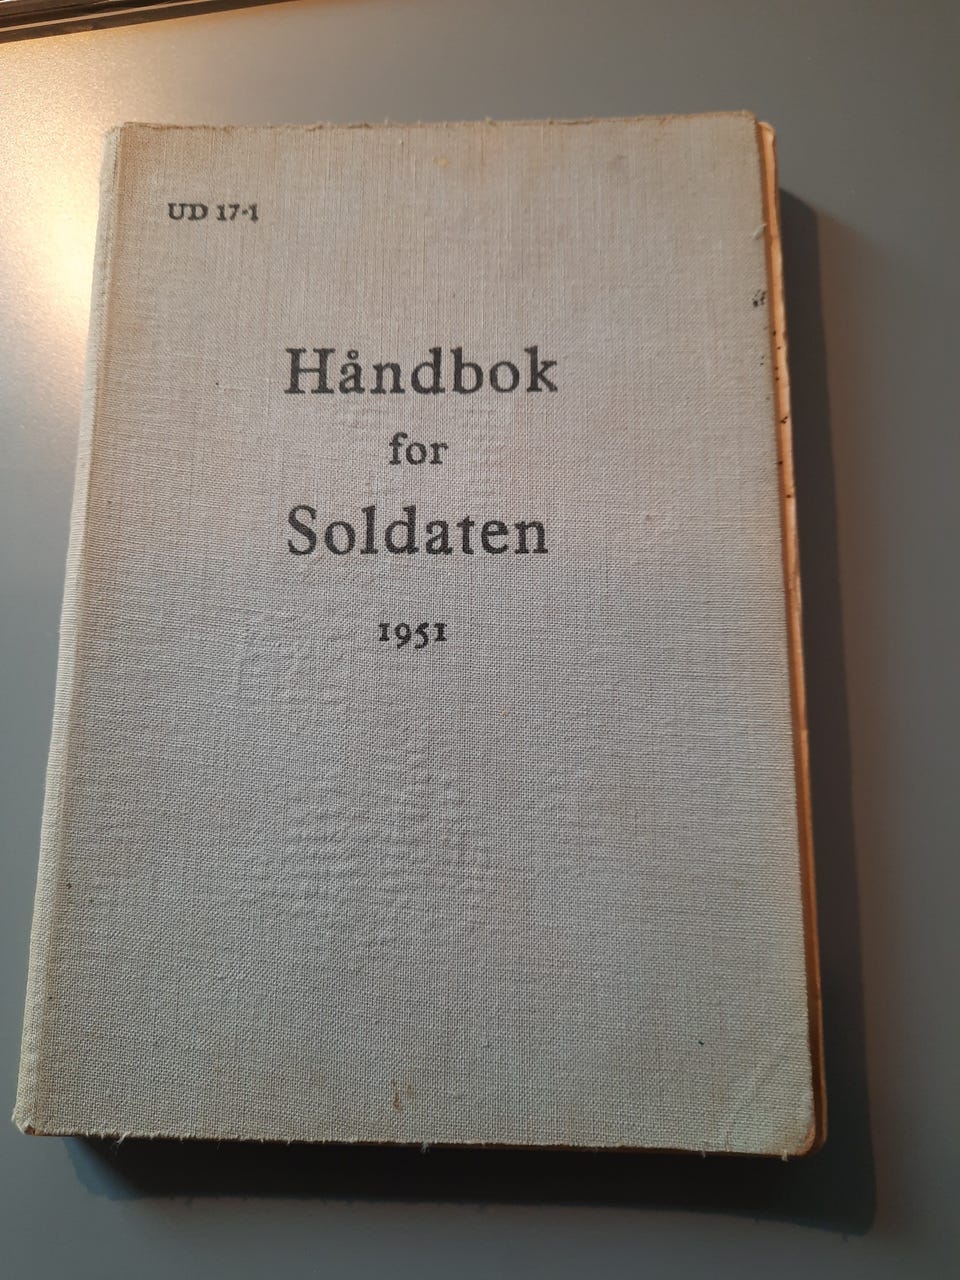 UD 17-1
Håndbok
for
Soldaten
1951